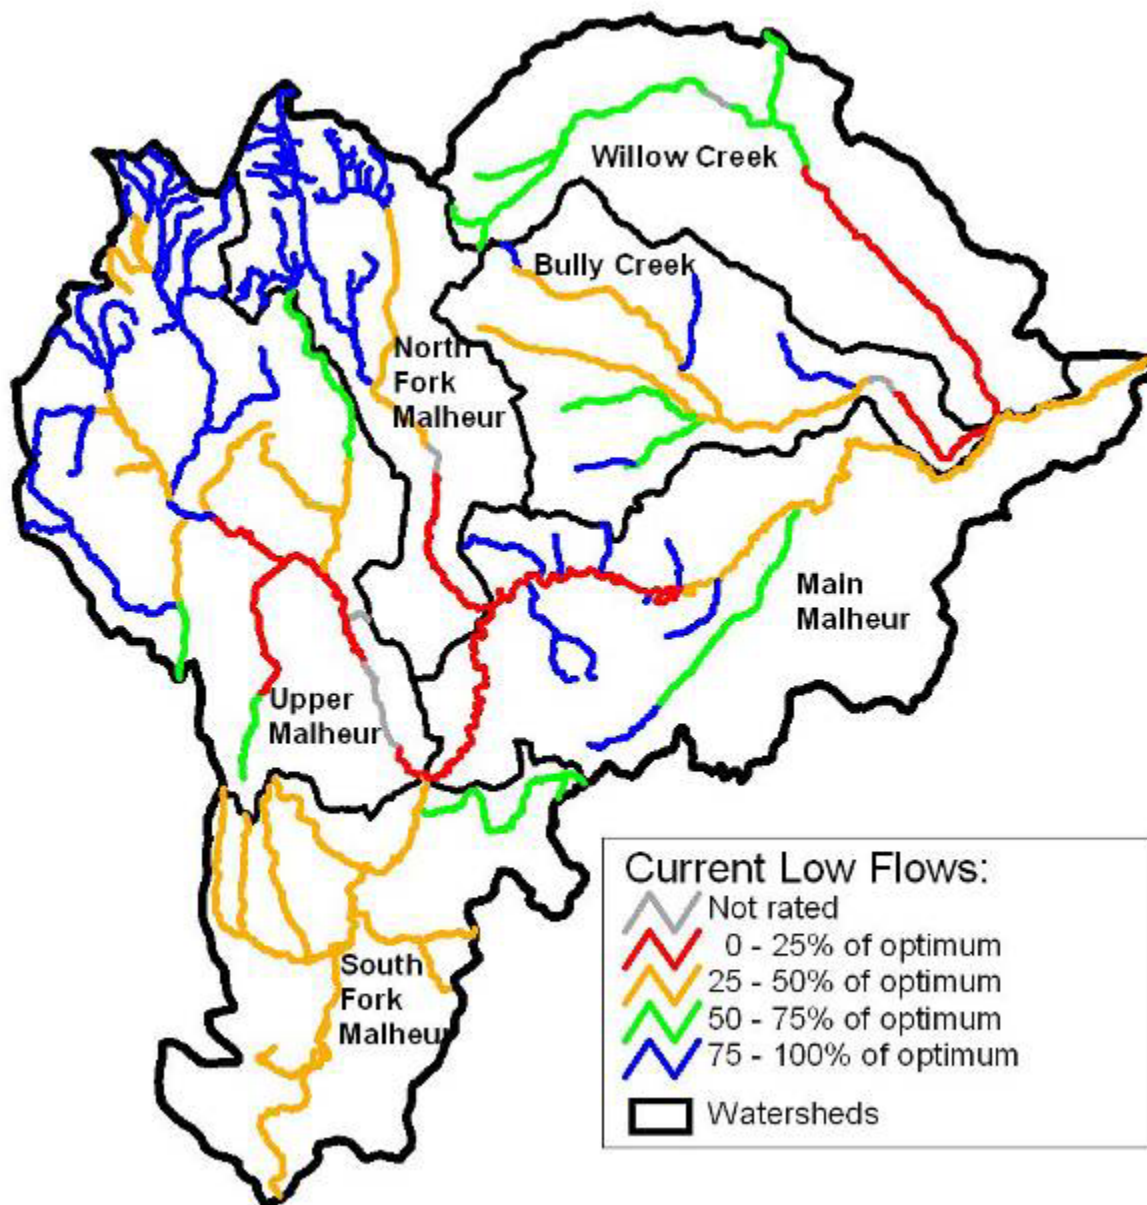 Willow Creek
Bully Creek
North
Fork
Malheur
Main
Malheur
Upper
Malheur
South
Fork
Malheur
Current Low Flows:
Not rated
0 - 25% of optimum
25 - 50% of optimum
50 - 75% of optimum
75 - 100% of optimum
Watersheds